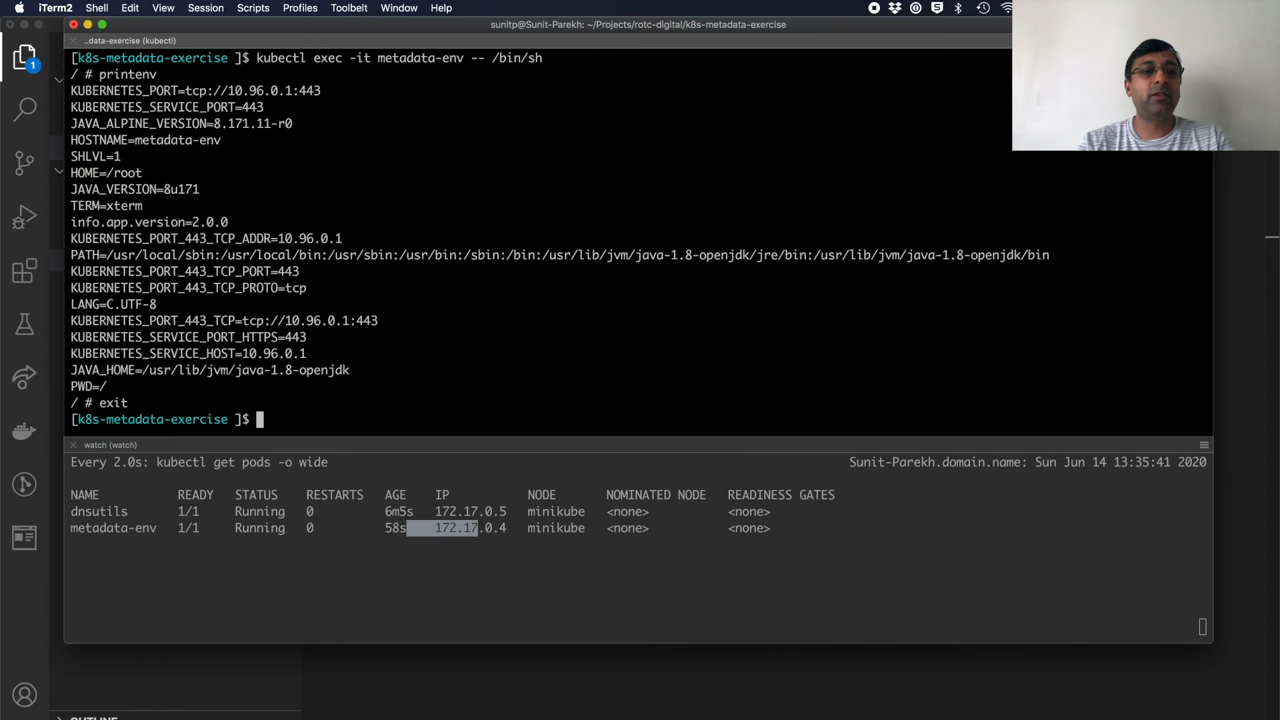 iTerm2 Shell Edit View Session Scripts Profiles Toolbelt Window Help
sunitp@Sunit-Parekh:~/Projects/rotc-digital/k8s-metadata-exercise
..data-exercise (kubectl)
1
[k8s-metadata-exercise ]$ kubectl exec -it metadata-env -- /bin/sh
/ # printenv
KUBERNETES_PORT=tcp://10.96.0.1:443
KUBERNETES_SERVICE_PORT=443
JAVA_ALPINE_VERSION=8.171.11-r0
HOSTNAME=metadata-env
SHLVL=1
HOME=/root
JAVA_VERSION=8u171
TERM=xterm
info.app.version=2.0.0
KUBERNETES_PORT_443_TCP_ADDR=10.96.0.1
PATH=/usr/local/sbin:/usr/local/bin:/usr/sbin:/usr/bin:/sbin:/bin:/usr/lib/jvm/java-1.8-openjdk/jre/bin:/usr/lib/jvm/java-1.8-openjdk/bin
KUBERNETES_PORT_443_TCP_PORT=443
KUBERNETES_PORT_443_TCP_PROTO=tcp
LANG=C.UTF-8
KUBERNETES_PORT_443_TCP=tcp://10.96.0.1:443
KUBERNETES_SERVICE_PORT_HTTPS=443
KUBERNETES_SERVICE_HOST=10.96.0.1
JAVA_HOME=/usr/lib/jvm/java-1.8-openjdk
PWD=/
/ # exit
[k8s-metadata-exercise ]$
watch (watch)
Every 2.0s: kubectl get pods -o wide Sunit-Parekh.domain.name: Sun Jun 14 13:35:41 2020
NAME READY STATUS RESTARTS AGE IP NODE NOMINATED NODE READINESS GATES
dnsutils 1/1 Running 0 6m5s 172.17.0.5 minikube <none> <none>
metadata-env 1/1 Running 0 58s 172.17.0.4 minikube <none> <none>
OUTLINE